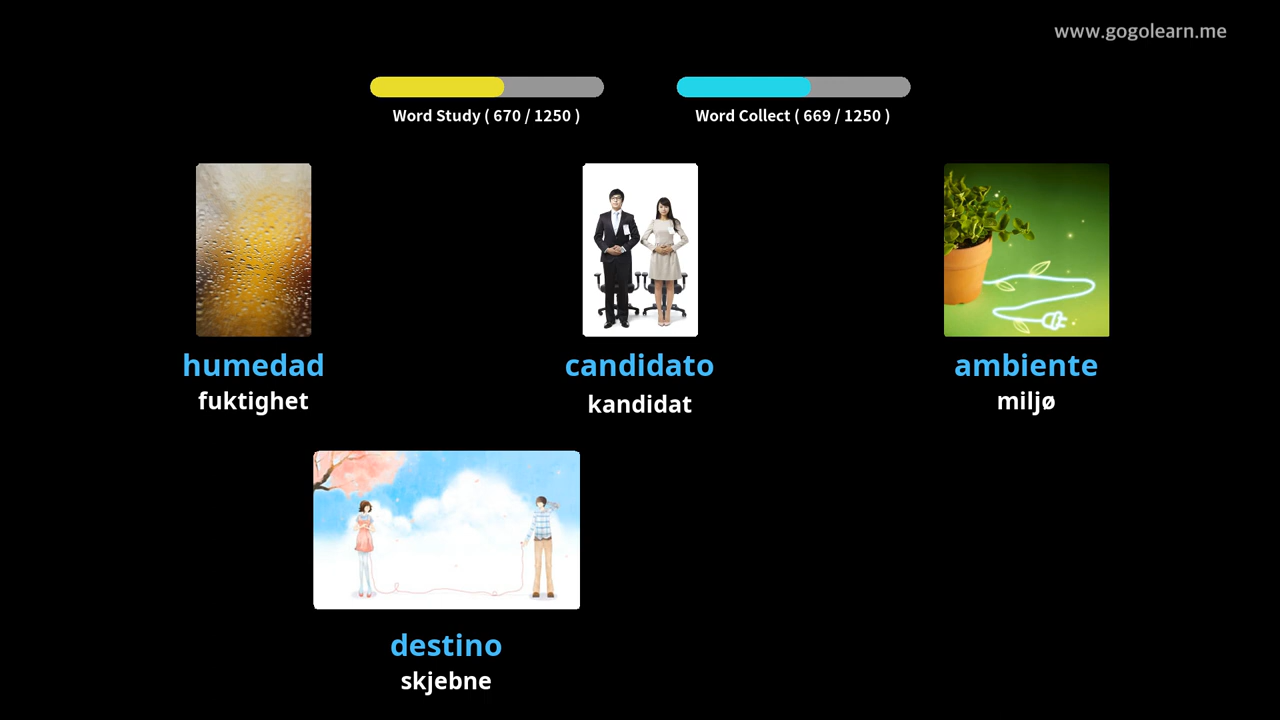 www.gogolearn.me
Word Study ( 670 / 1250 )
Word Collect ( 669 / 1250 )
humedad
fuktighet
candidato
kandidat
ambiente
miljø
destino
skjebne